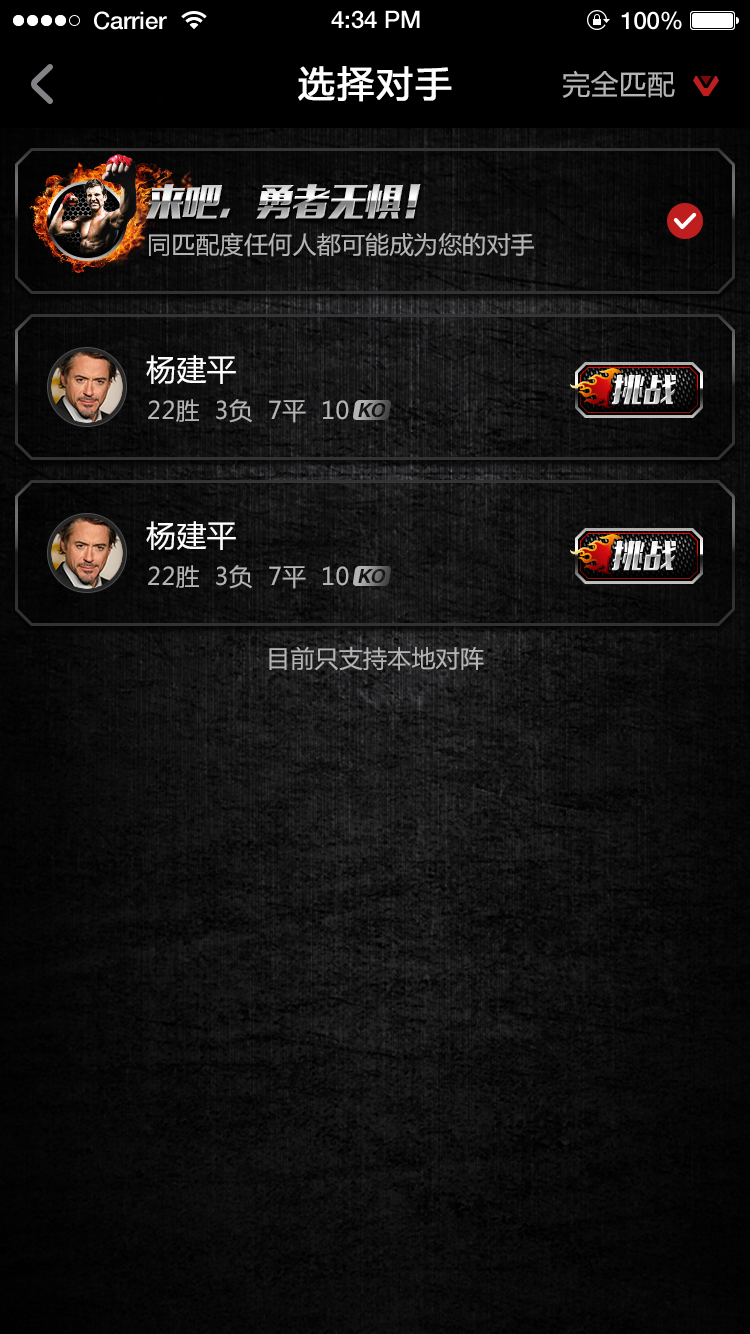 Carrier 4:34 PM 100%
选择对手 完全匹配
来吧，勇者无惧！
同匹配度任何人都可能成为您的对手
杨建平
22胜 3负 7平 10 KO
挑战
杨建平
22胜 3负 7平 10 KO
挑战
目前只支持本地对阵